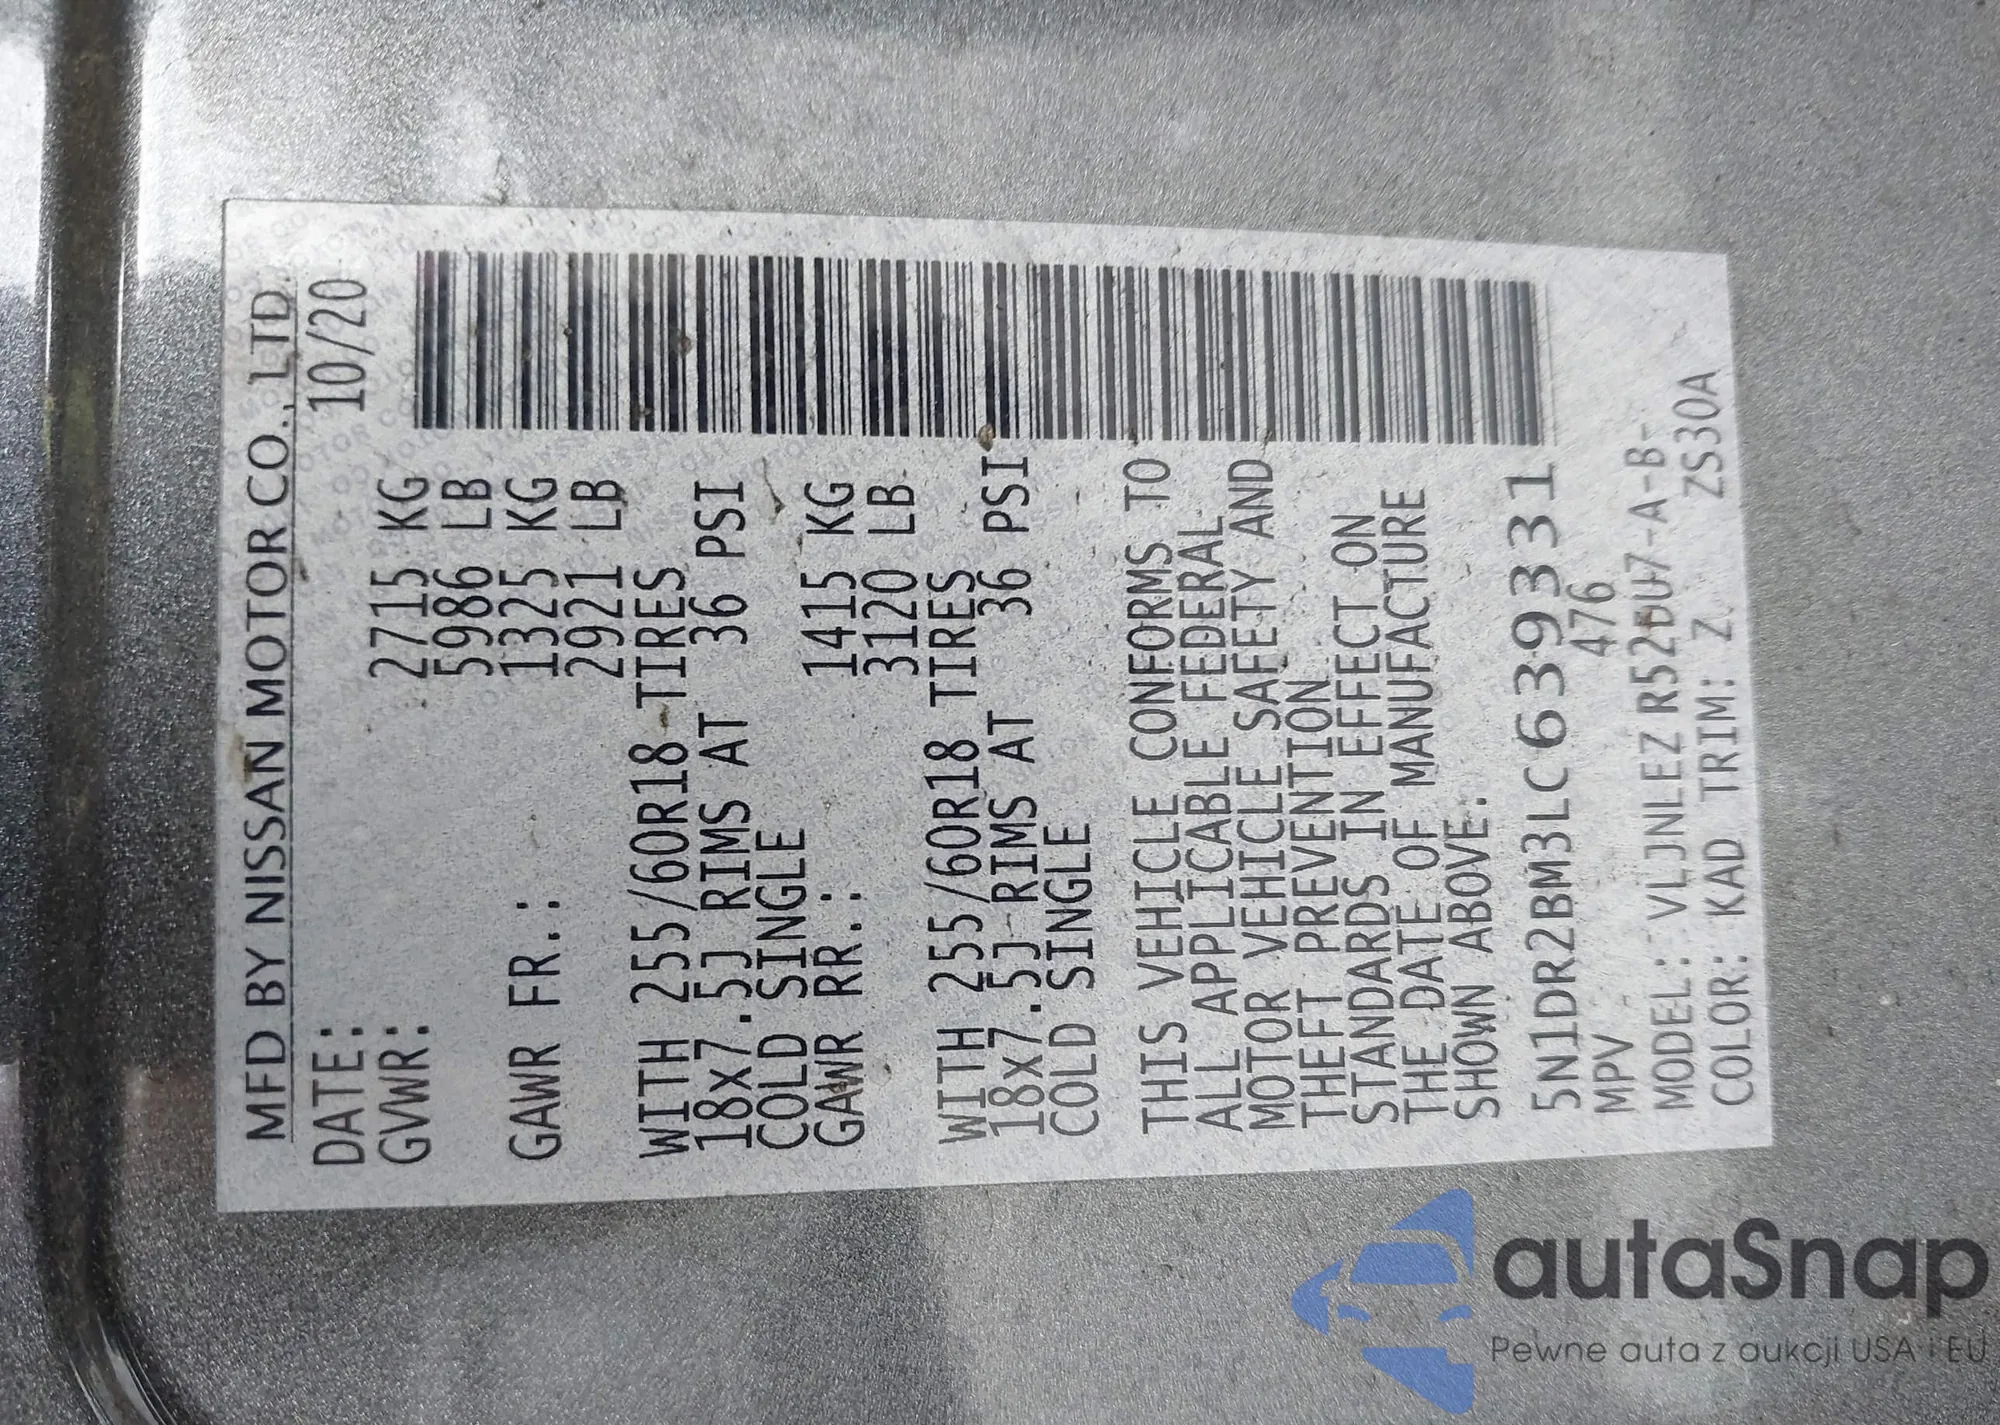 MFD BY NISSAN MOTOR CO., LTD.
DATE: 10/20
GVWR: 2715 KG
5986 LB
GAWR FR.: 1325 KG
2921 LB
WITH 255/60R18 TIRES
18x7.5J RIMS AT 36 PSI
COLD SINGLE
GAWR RR.: 1415 KG
3120 LB
WITH 255/60R18 TIRES
18x7.5J RIMS AT 36 PSI
COLD SINGLE
THIS VEHICLE CONFORMS TO
ALL APPLICABLE FEDERAL
MOTOR VEHICLE SAFETY AND
THEFT PREVENTION
STANDARDS IN EFFECT ON
THE DATE OF MANUFACTURE
SHOWN ABOVE.
5N1DR2BM3LC639331
MPV 476
MODEL: VLJNLEZ R52DU7-A-B-
COLOR: KAD TRIM: Z ZS30A
autaSnap
Pewne auta z aukcji USA i EU